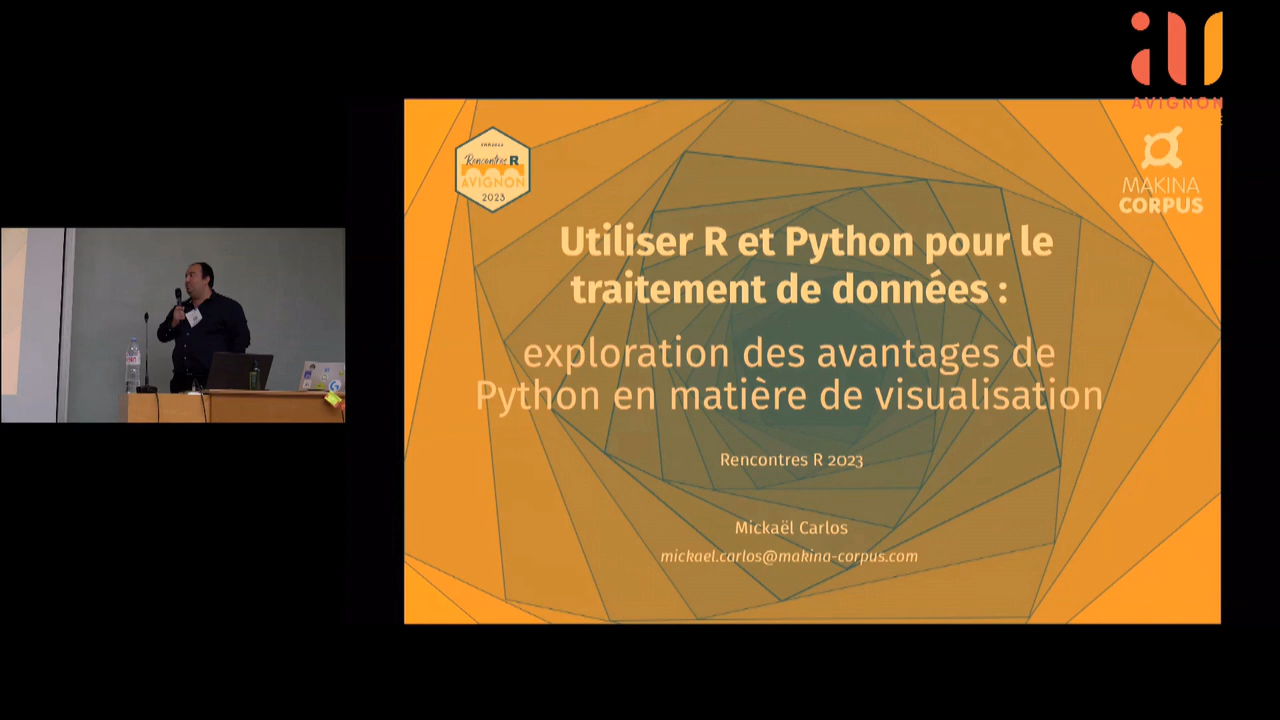 AVIGNON
Rencontres R
AVIGNON
2023
MAKINA
CORPUS
Utiliser R et Python pour le
traitement de données :
exploration des avantages de
Python en matière de visualisation
Rencontres R 2023
Mickaël Carlos
mickael.carlos@makina-corpus.com